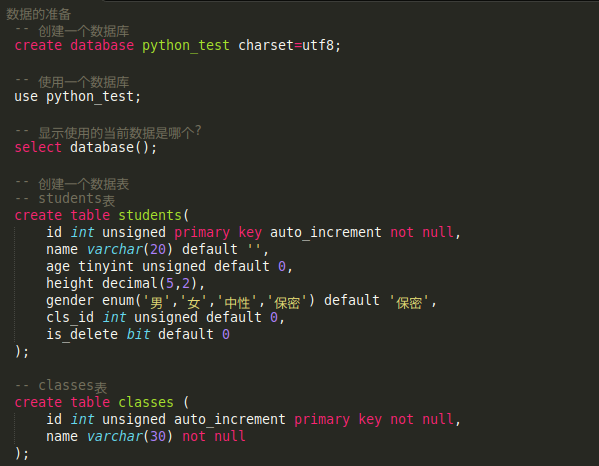 数据的准备
-- 创建一个数据库
create database python_test charset=utf8;
-- 使用一个数据库
use python_test;
-- 显示使用的当前数据是哪个?
select database();
-- 创建一个数据表
-- students表
create table students(
id int unsigned primary key auto_increment not null,
name varchar(20) default '',
age tinyint unsigned default 0,
height decimal(5,2),
gender enum('男','女','中性','保密') default '保密',
cls_id int unsigned default 0,
is_delete bit default 0
);
-- classes表
create table classes (
id int unsigned auto_increment primary key not null,
name varchar(30) not null
);